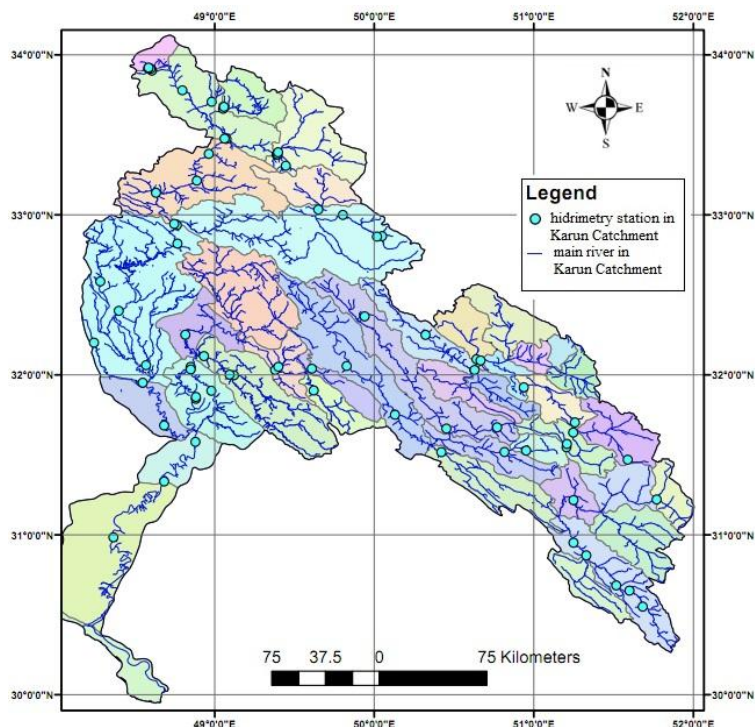 49°0'0"E 50°0'0"E 51°0'0"E 52°0'0"E
34°0'0"N 34°0'0"N
N
W E
S
Legend
hidrimetry station in
Karun Catchment
main river in
Karun Catchment
33°0'0"N 33°0'0"N
32°0'0"N 32°0'0"N
31°0'0"N 31°0'0"N
75 37.5 0 75 Kilometers
30°0'0"N 30°0'0"N
49°0'0"E 50°0'0"E 51°0'0"E 52°0'0"E